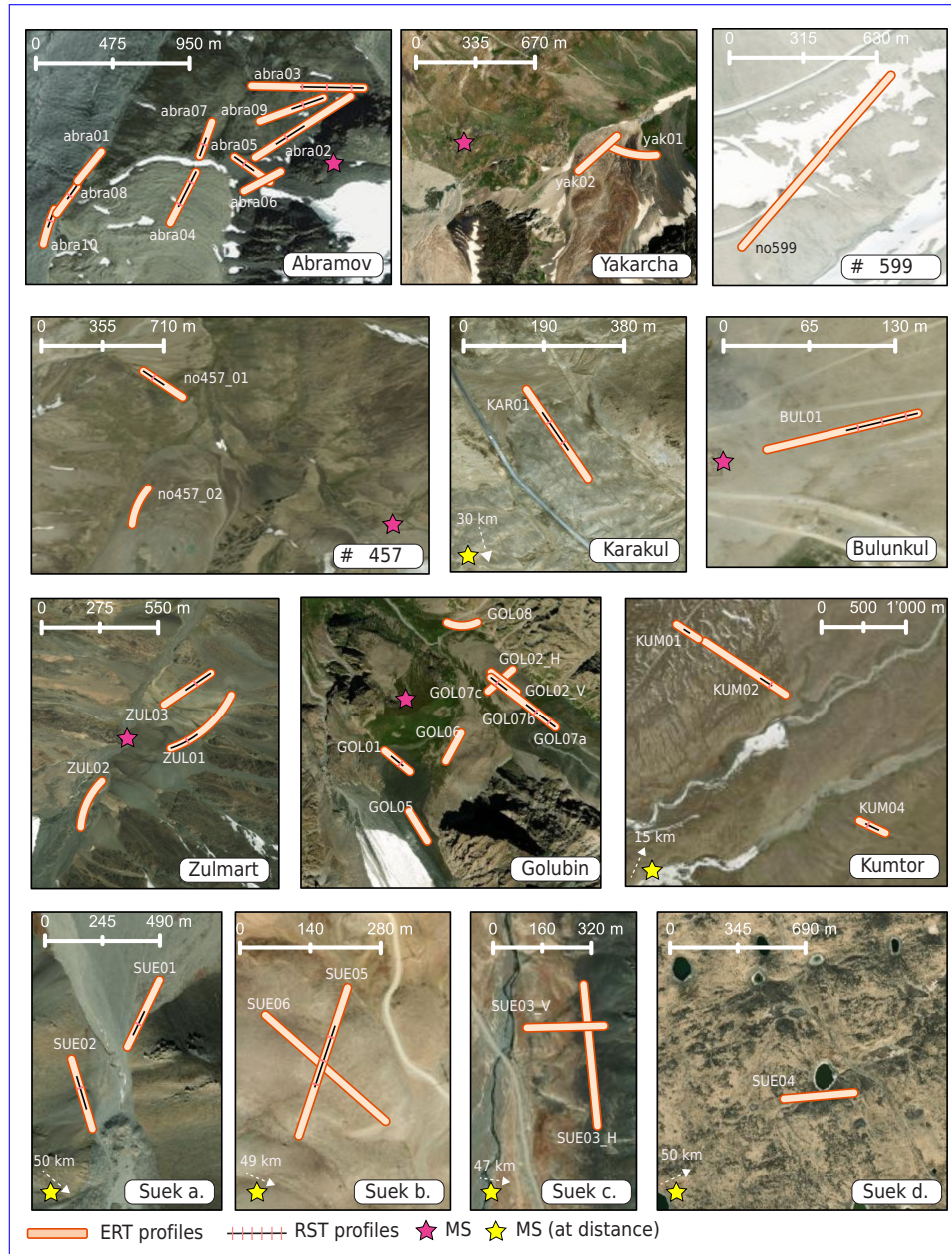 0 475 950 m
abra03
abra07
abra09
abra01
abra05
abra02
abra08
abra06
abra04
abra10
Abramov
0 335 670 m
yak01
yak02
Yakarcha
0 315 630 m
no599
# 599
0 355 710 m
no457_01
no457_02
# 457
0 190 380 m
KAR01
30 km
Karakul
0 65 130 m
BUL01
Bulunkul
0 275 550 m
ZUL03
ZUL01
ZUL02
Zulmart
GOL08
GOL02_H
GOL07c
GOL02_V
GOL07b
GOL07a
GOL01
GOL06
GOL05
Golubin
0 500 1'000 m
KUM01
KUM02
KUM04
15 km
Kumtor
0 245 490 m
SUE01
SUE02
50 km
Suek a.
0 140 280 m
SUE05
SUE06
49 km
Suek b.
0 160 320 m
SUE03_V
SUE03_H
47 km
Suek c.
0 345 690 m
SUE04
50 km
Suek d.
ERT profiles RST profiles MS MS (at distance)